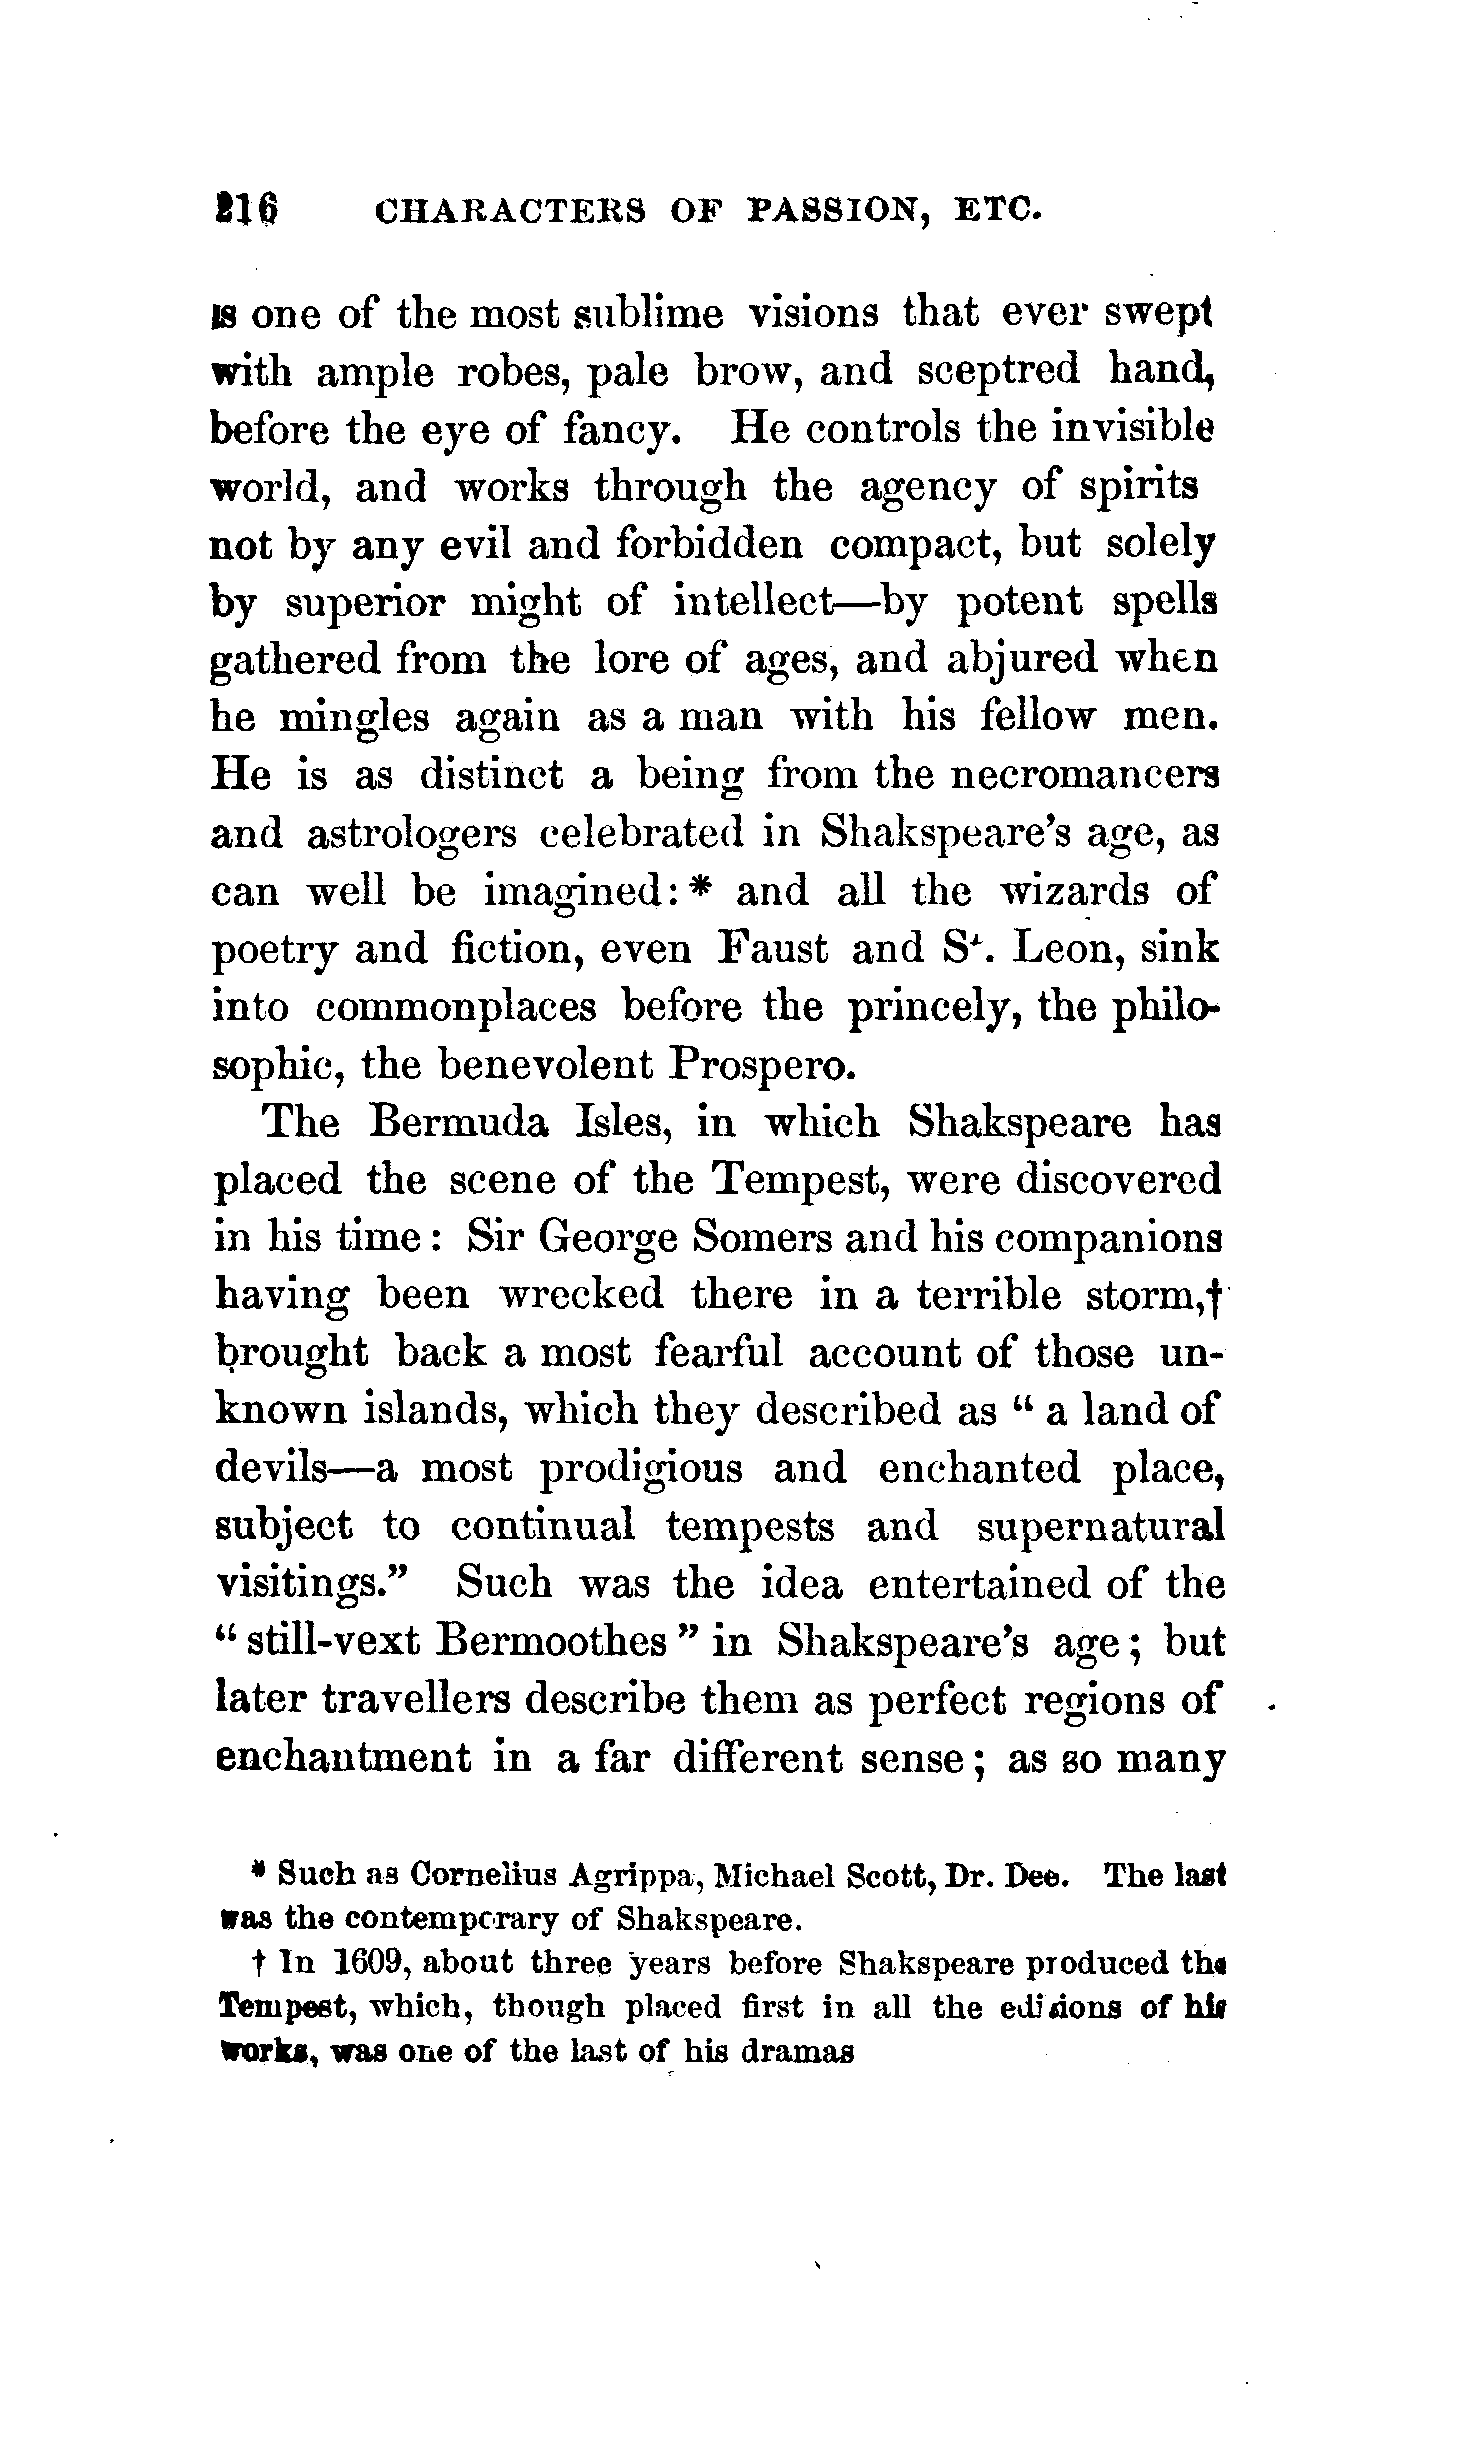 216 CHARACTERS OF PASSION, ETC.
is one of the most sublime visions that ever swept
with ample robes, pale brow, and sceptred hand,
before the eye of fancy. He controls the invisible
world, and works through the agency of spirits
not by any evil and forbidden compact, but solely
by superior might of intellect—by potent spells
gathered from the lore of ages, and abjured when
he mingles again as a man with his fellow men.
He is as distinct a being from the necromancers
and astrologers celebrated in Shakspeare's age, as
can well be imagined: * and all the wizards of
poetry and fiction, even Faust and St. Leon, sink
into commonplaces before the princely, the philo-
sophic, the benevolent Prospero.
The Bermuda Isles, in which Shakspeare has
placed the scene of the Tempest, were discovered
in his time: Sir George Somers and his companions
having been wrecked there in a terrible storm,†
brought back a most fearful account of those un-
known islands, which they described as "a land of
devils—a most prodigious and enchanted place,
subject to continual tempests and supernatural
visitings." Such was the idea entertained of the
"still-vext Bermoothes" in Shakspeare's age; but
later travellers describe them as perfect regions of
enchantment in a far different sense; as so many
* Such as Cornelius Agrippa, Michael Scott, Dr. Dee. The last
was the contemporary of Shakspeare.
† In 1609, about three years before Shakspeare produced the
Tempest, which, though placed first in all the editions of his
works, was one of the last of his dramas